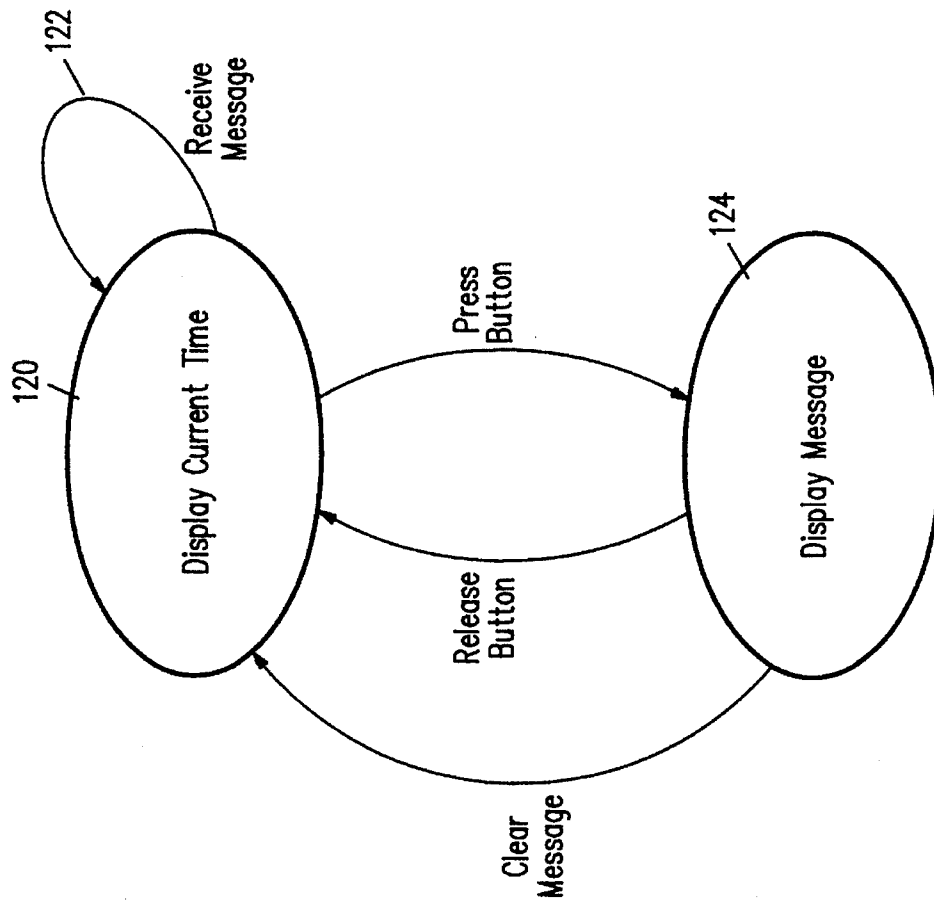 120
Display Current Time
122
Receive
Message
Press
Button
Release
Button
Clear
Message
124
Display Message